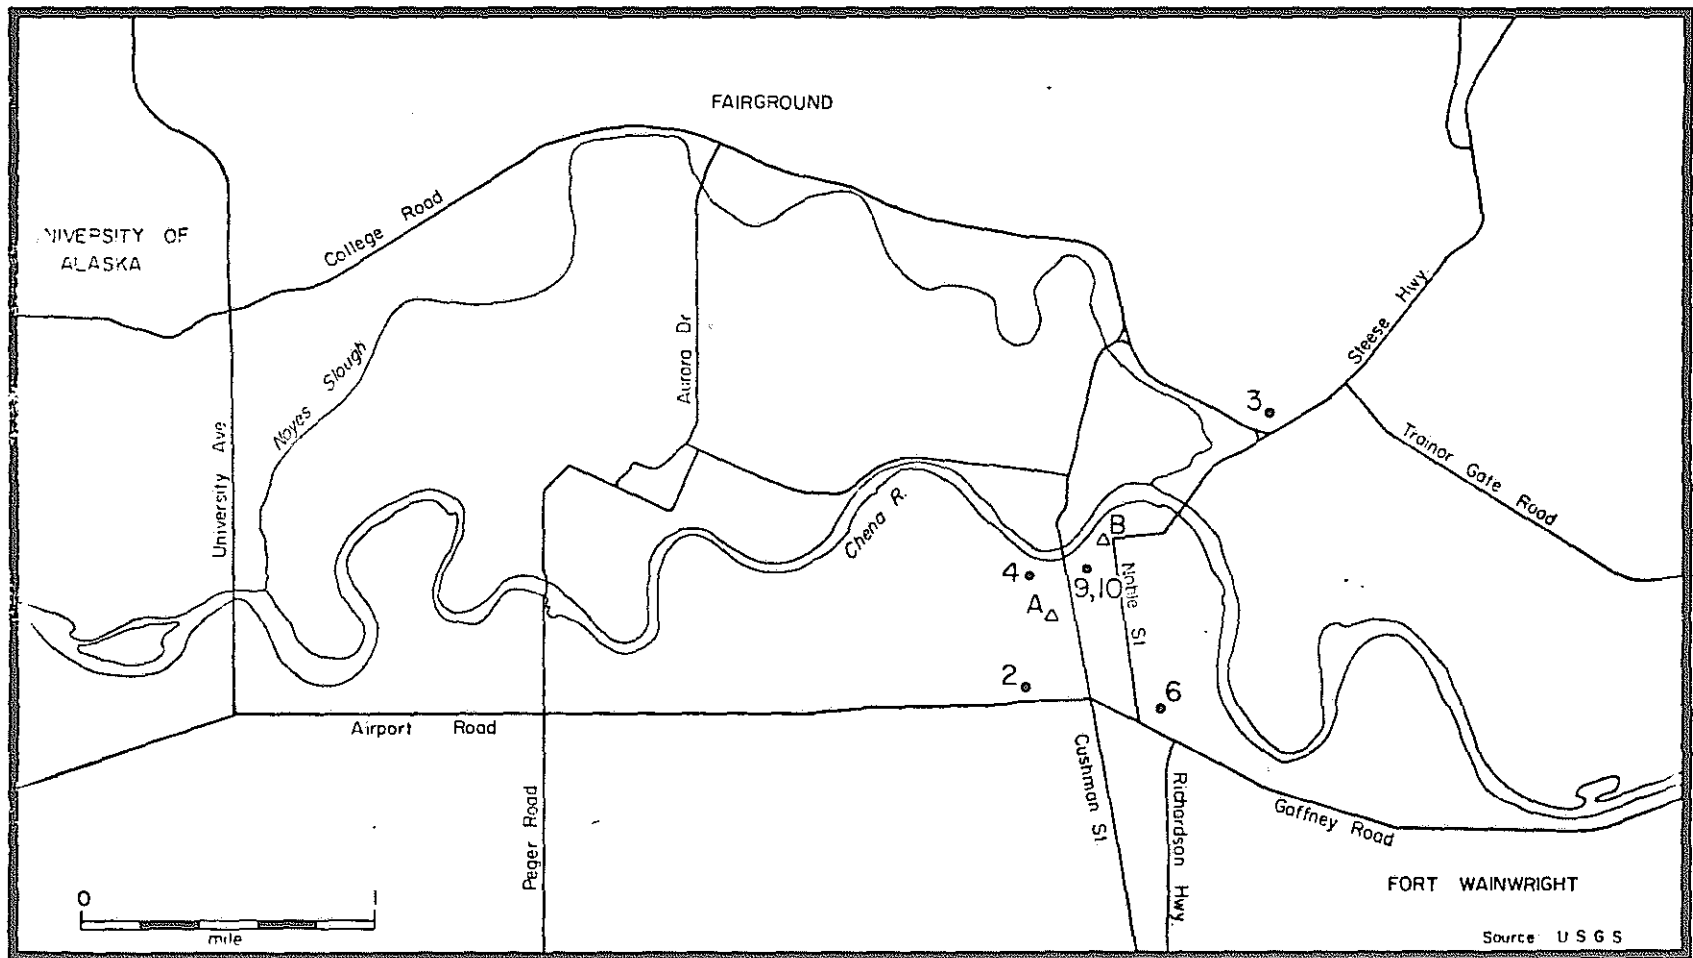 FAIRGROUND
College Road
NIVERSITY OF
ALASKA
Noyes Slough
Aurora Dr
Steese Hwy.
3
Trainor Gate Road
University Ave
Chena R.
B
4
9,10
Noble St
A
2
6
Airport Road
Peger Road
Cushman St.
Richardson Hwy.
Gaffney Road
FORT WAINWRIGHT
0 1
mile
Source: U S G S